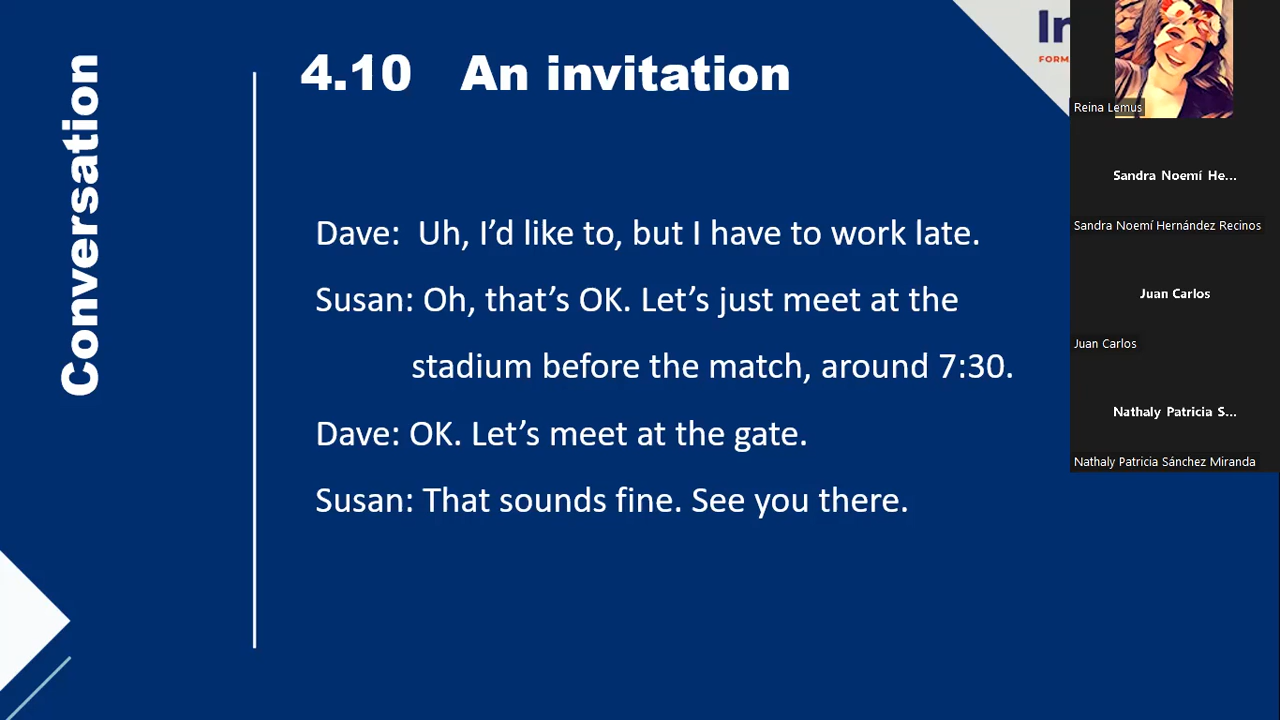 Conversation
4.10 An invitation
Dave: Uh, I’d like to, but I have to work late.
Susan: Oh, that’s OK. Let’s just meet at the
stadium before the match, around 7:30.
Dave: OK. Let’s meet at the gate.
Susan: That sounds fine. See you there.
Reina Lemus
Sandra Noemí He...
Sandra Noemí Hernández Recinos
Juan Carlos
Juan Carlos
Nathaly Patricia S...
Nathaly Patricia Sánchez Miranda